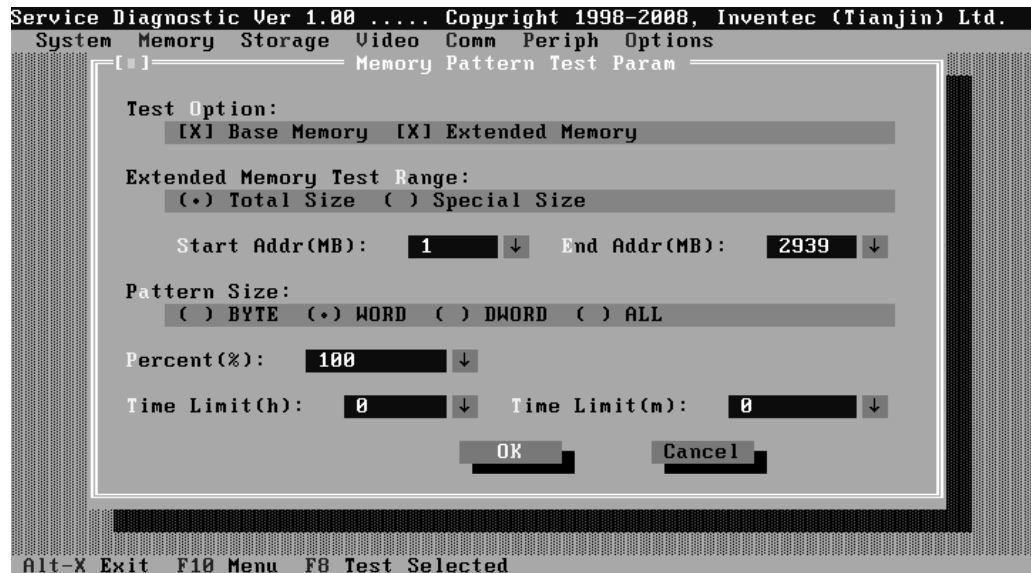 Service Diagnostic Ver 1.00 ..... Copyright 1998-2008, Inventec (Tianjin) Ltd.
System Memory Storage Video Comm Periph Options
[■] Memory Pattern Test Param
Test Option:
[X] Base Memory [X] Extended Memory
Extended Memory Test Range:
(•) Total Size ( ) Special Size
Start Addr(MB): 1 ↓ End Addr(MB): 2939 ↓
Pattern Size:
( ) BYTE (•) WORD ( ) DWORD ( ) ALL
Percent(%): 100 ↓
Time Limit(h): 0 ↓ Time Limit(m): 0 ↓
OK Cancel
Alt-X Exit F10 Menu F8 Test Selected